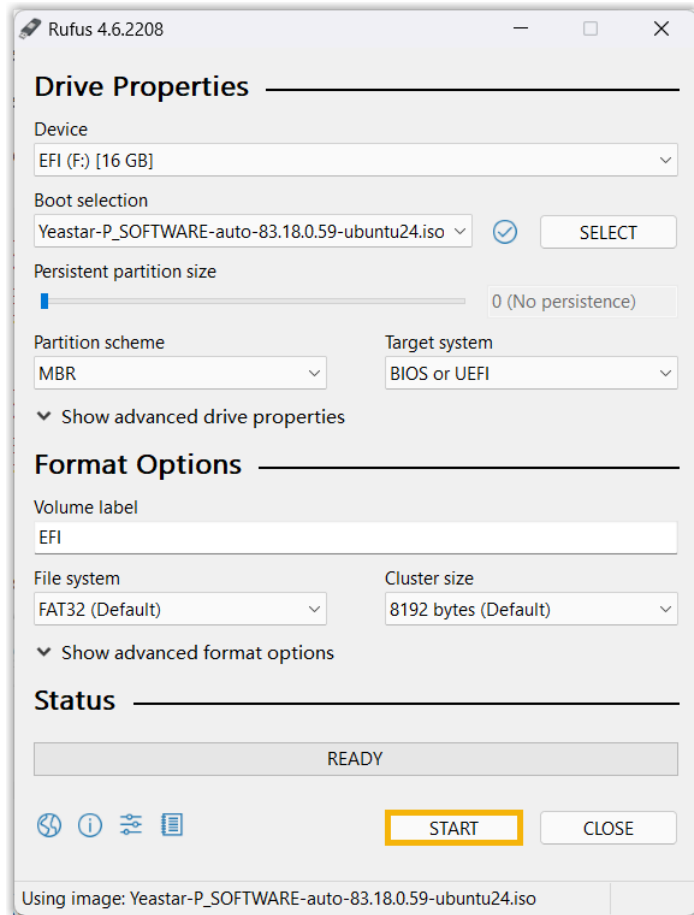 Rufus 4.6.2208
Drive Properties
Device
EFI (F:) [16 GB]
Boot selection
Yeastar-P_SOFTWARE-auto-83.18.0.59-ubuntu24.iso
SELECT
Persistent partition size
0 (No persistence)
Partition scheme
Target system
MBR
BIOS or UEFI
Show advanced drive properties
Format Options
Volume label
EFI
File system
Cluster size
FAT32 (Default)
8192 bytes (Default)
Show advanced format options
Status
READY
START
CLOSE
Using image: Yeastar-P_SOFTWARE-auto-83.18.0.59-ubuntu24.iso